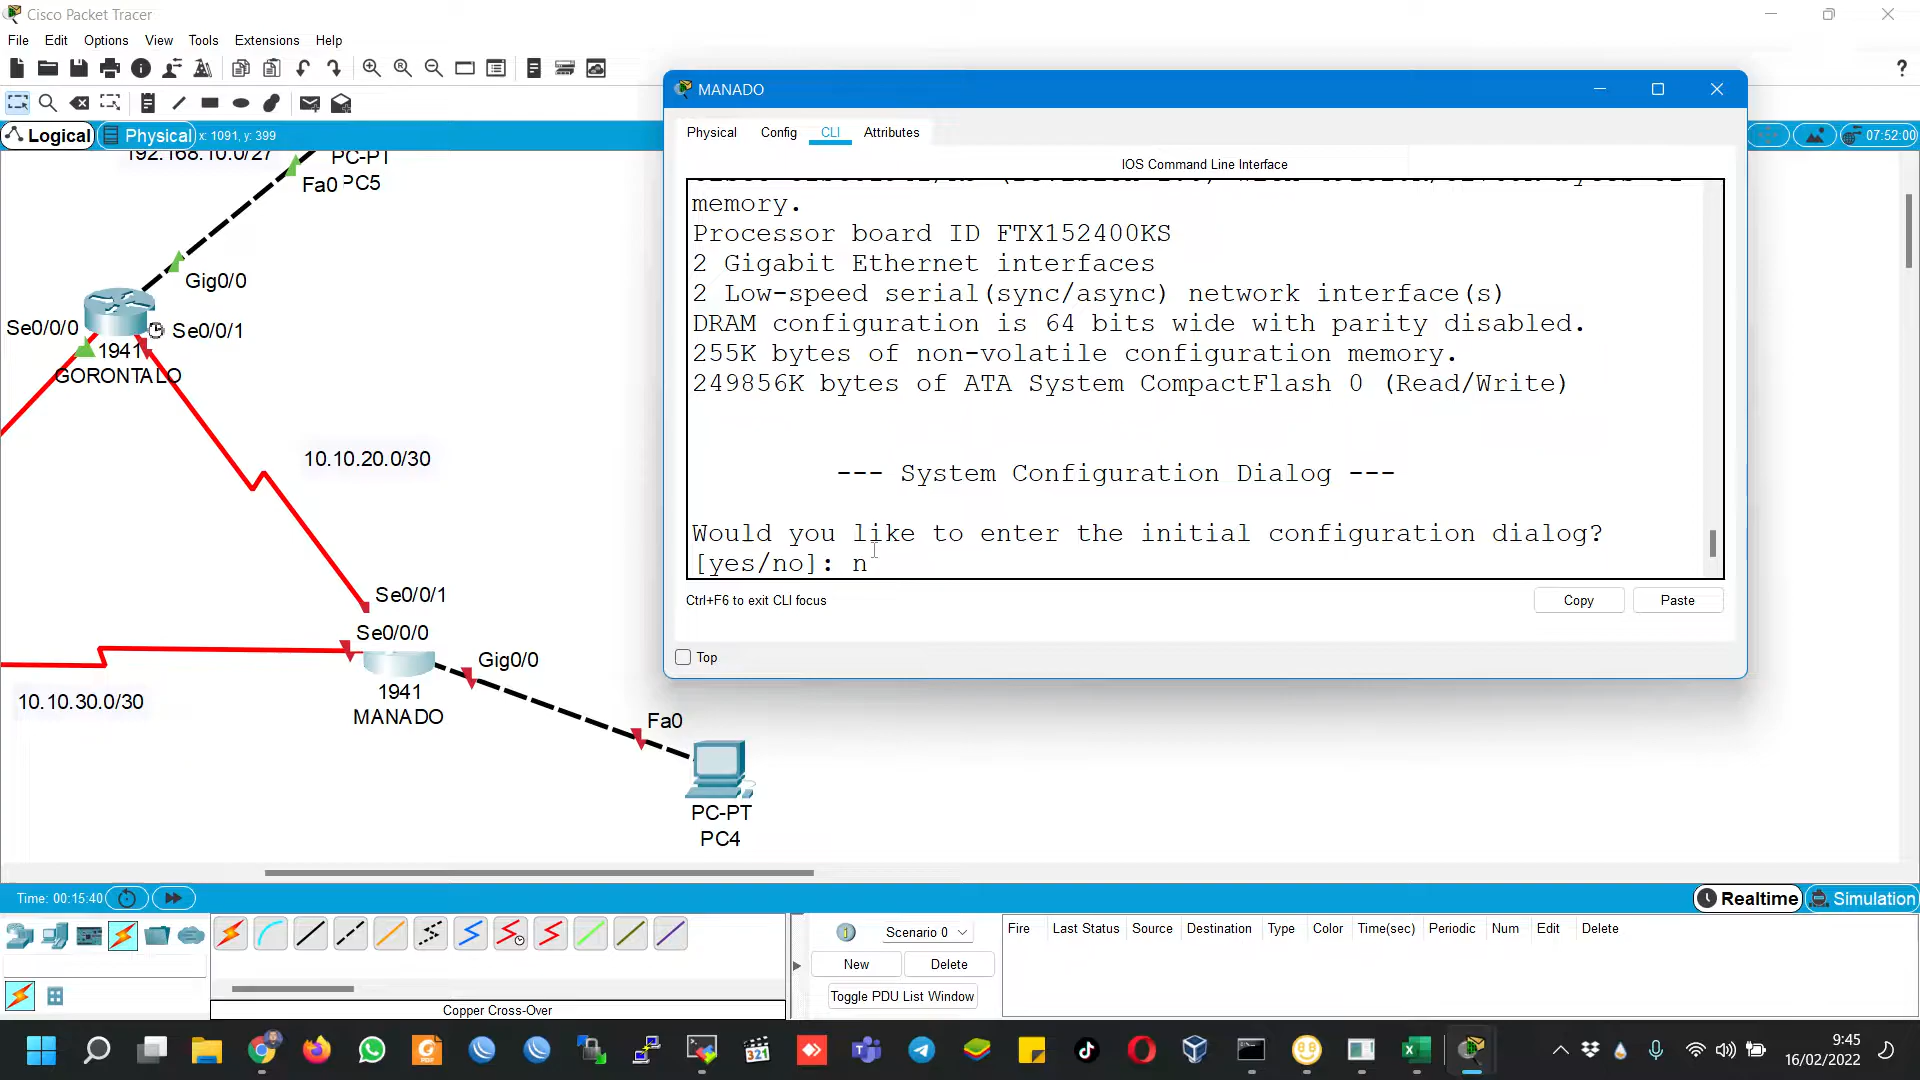 Cisco Packet Tracer
File Edit Options View Tools Extensions Help
Logical Physical x: 1091, y: 399
07:52:00
192.168.10.0/27
PC-PT
PC5
Fa0
Gig0/0
Se0/0/0
Se0/0/1
1941
GORONTALO
10.10.20.0/30
Se0/0/1
Se0/0/0
Gig0/0
1941
MANADO
10.10.30.0/30
Fa0
PC-PT
PC4
MANADO
Physical Config CLI Attributes
IOS Command Line Interface
memory.
Processor board ID FTX152400KS
2 Gigabit Ethernet interfaces
2 Low-speed serial(sync/async) network interface(s)
DRAM configuration is 64 bits wide with parity disabled.
255K bytes of non-volatile configuration memory.
249856K bytes of ATA System CompactFlash 0 (Read/Write)
--- System Configuration Dialog ---
Would you like to enter the initial configuration dialog?
[yes/no]: n
Ctrl+F6 to exit CLI focus
Copy Paste
Top
Time: 00:15:40
Realtime Simulation
Scenario 0
New Delete
Toggle PDU List Window
Fire Last Status Source Destination Type Color Time(sec) Periodic Num Edit Delete
Copper Cross-Over
321
9:45
16/02/2022